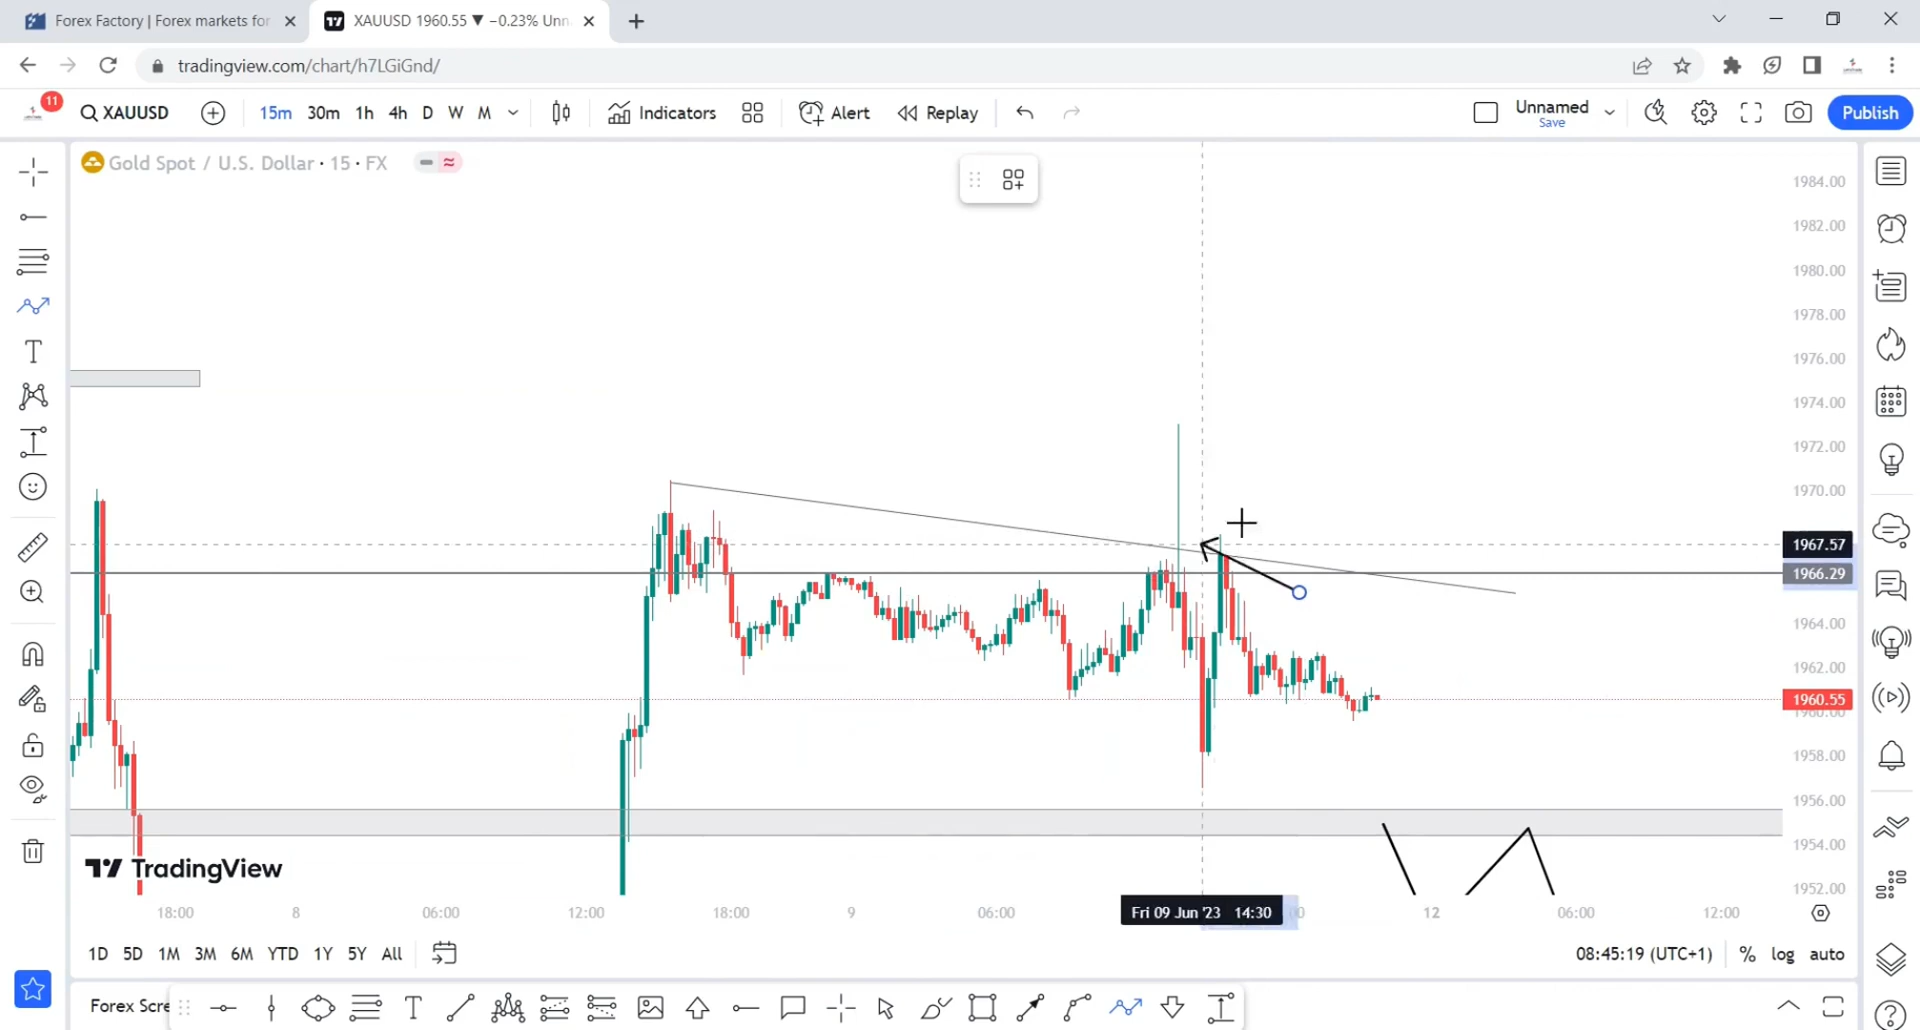 Forex Factory | Forex markets for
XAUUSD 1960.55 ▼ −0.23% Unn
tradingview.com/chart/h7LGiGnd/
11
XAUUSD
15m 30m 1h 4h D W M
Indicators
Alert
Replay
Unnamed
Save
Publish
Gold Spot / U.S. Dollar · 15 · FX
1984.00
1982.00
1980.00
1978.00
1976.00
1974.00
1972.00
1970.00
1967.57
1966.29
1964.00
1962.00
1960.55
1958.00
1956.00
1954.00
1952.00
TradingView
18:00 8 06:00 12:00 18:00 9 06:00 Fri 09 Jun '23 14:30 12 06:00 12:00
1D 5D 1M 3M 6M YTD 1Y 5Y All
08:45:19 (UTC+1) % log auto
Forex Scre